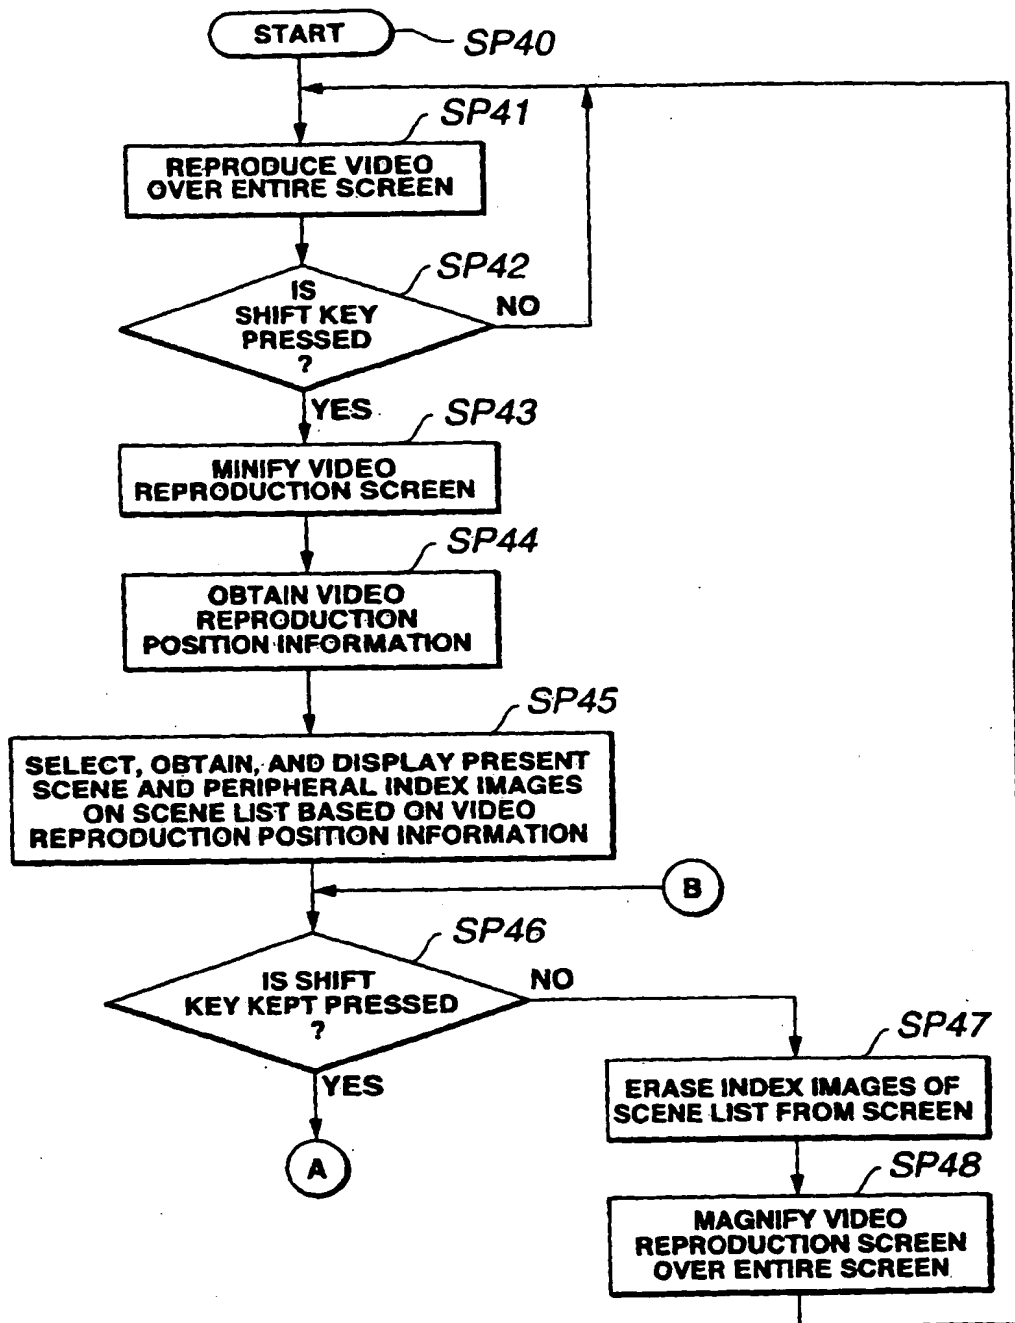 START
SP40
SP41
REPRODUCE VIDEO
OVER ENTIRE SCREEN
SP42
IS
SHIFT KEY
PRESSED
?
NO
YES
SP43
MINIFY VIDEO
REPRODUCTION SCREEN
SP44
OBTAIN VIDEO
REPRODUCTION
POSITION INFORMATION
SP45
SELECT, OBTAIN, AND DISPLAY PRESENT
SCENE AND PERIPHERAL INDEX IMAGES
ON SCENE LIST BASED ON VIDEO
REPRODUCTION POSITION INFORMATION
B
SP46
IS SHIFT
KEY KEPT PRESSED
?
NO
YES
A
SP47
ERASE INDEX IMAGES OF
SCENE LIST FROM SCREEN
SP48
MAGNIFY VIDEO
REPRODUCTION SCREEN
OVER ENTIRE SCREEN